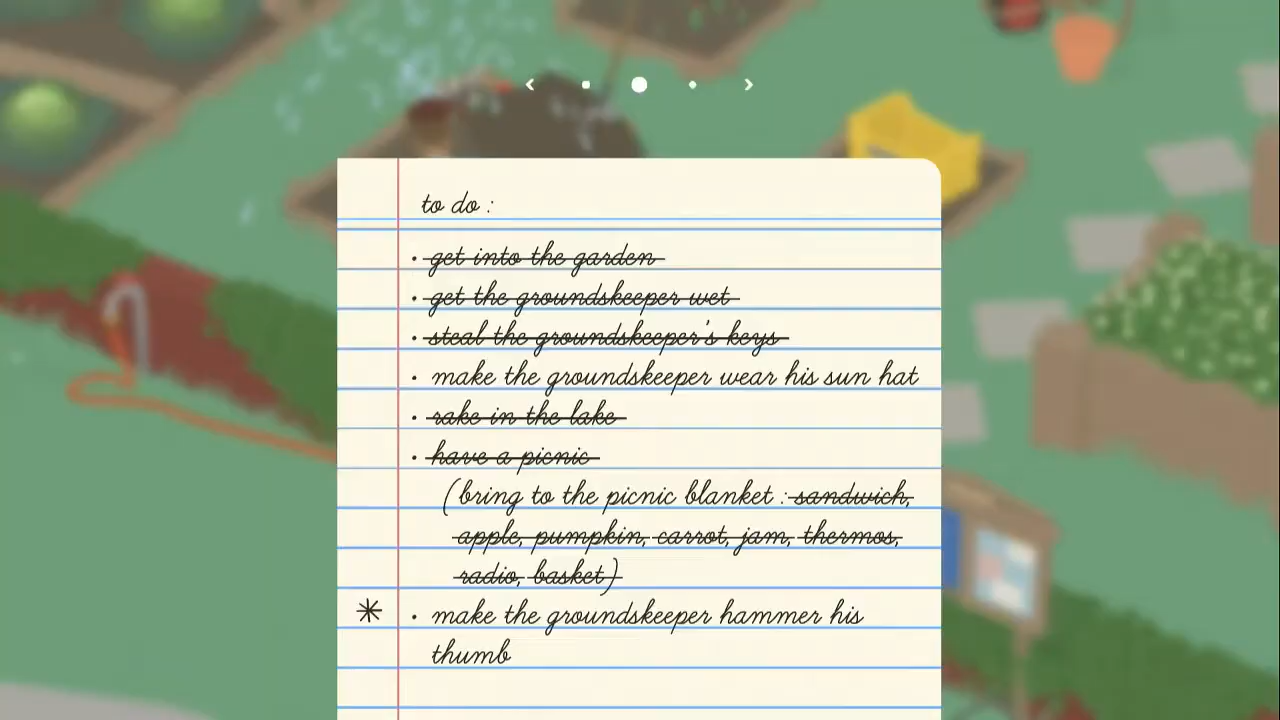 to do :
• get into the garden
• get the groundskeeper wet
• steal the groundskeeper's keys
• make the groundskeeper wear his sun hat
• rake in the lake
• have a picnic
(bring to the picnic blanket : sandwich,
apple, pumpkin, carrot, jam, thermos,
radio, basket)
• make the groundskeeper hammer his
thumb